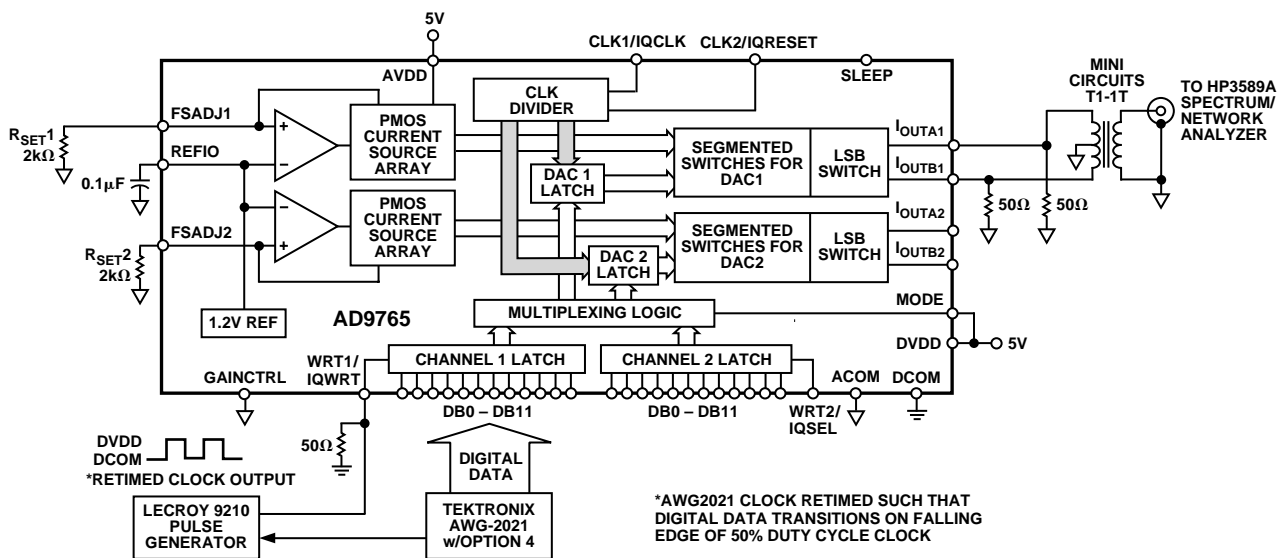 5V
CLK1/IQCLK
CLK2/IQRESET
AVDD
SLEEP
CLK
DIVIDER
MINI
CIRCUITS
T1-1T
TO HP3589A
SPECTRUM/
NETWORK
ANALYZER
FSADJ1
RSET1
2kΩ
REFIO
0.1µF
+
−
PMOS
CURRENT
SOURCE
ARRAY
DAC 1
LATCH
SEGMENTED
SWITCHES FOR
DAC1
LSB
SWITCH
IOUTA1
IOUTB1
50Ω
50Ω
FSADJ2
RSET2
2kΩ
−
+
PMOS
CURRENT
SOURCE
ARRAY
DAC 2
LATCH
SEGMENTED
SWITCHES FOR
DAC2
LSB
SWITCH
IOUTA2
IOUTB2
1.2V REF
AD9765
MULTIPLEXING LOGIC
MODE
DVDD
5V
WRT1/
IQWRT
CHANNEL 1 LATCH
CHANNEL 2 LATCH
GAINCTRL
DB0 – DB11
DB0 – DB11
WRT2/
IQSEL
ACOM
DCOM
50Ω
DVDD
DCOM
*RETIMED CLOCK OUTPUT
DIGITAL
DATA
LECROY 9210
PULSE
GENERATOR
TEKTRONIX
AWG-2021
w/OPTION 4
*AWG2021 CLOCK RETIMED SUCH THAT
DIGITAL DATA TRANSITIONS ON FALLING
EDGE OF 50% DUTY CYCLE CLOCK